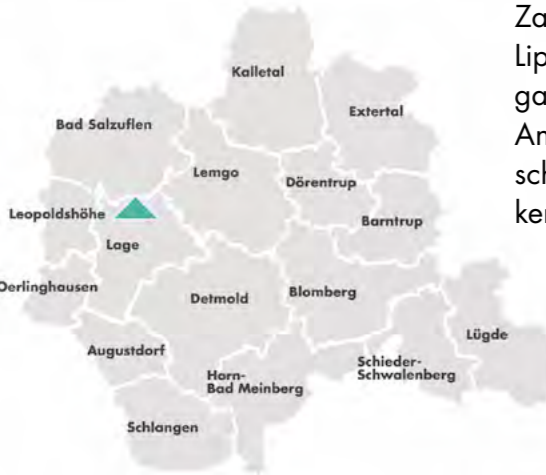 Kalletal
Extertal
Bad Salzuflen
Lemgo
Dörentrup
Leopoldshöhe
Barntrup
Lage
Oerlinghausen
Detmold
Blomberg
Lügde
Augustdorf
Horn-
Bad Meinberg
Schieder-
Schwalenberg
Schlangen
Za
Lip
ga
An
sch
ker